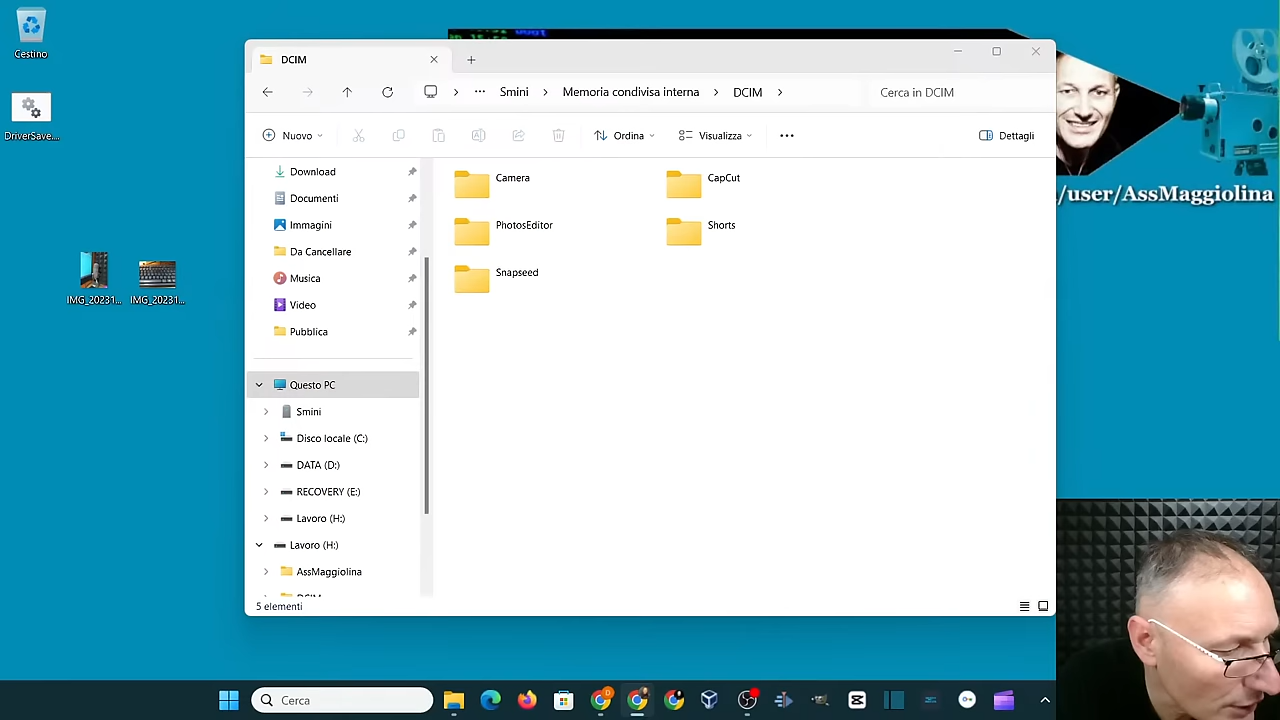 Cestino
DriverSave....
IMG_20231...
IMG_20231...
DCIM
Smini
Memoria condivisa interna
DCIM
Cerca in DCIM
Nuovo
Ordina
Visualizza
Dettagli
Download
Documenti
Immagini
Da Cancellare
Musica
Video
Pubblica
Questo PC
Smini
Disco locale (C:)
DATA (D:)
RECOVERY (E:)
Lavoro (H:)
Lavoro (H:)
AssMaggiolina
DCIM
5 elementi
Camera
CapCut
PhotosEditor
Shorts
Snapseed
/user/AssMaggiolina
Cerca